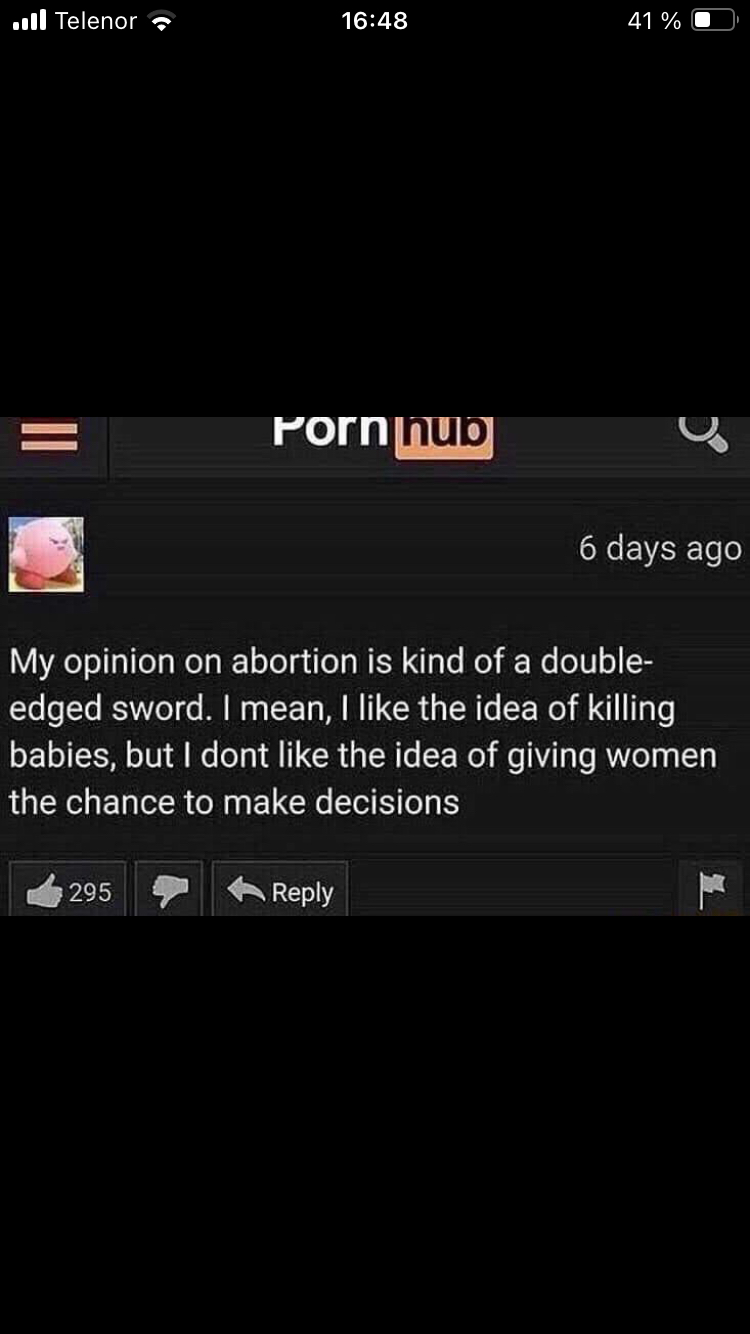 Telenor 16:48 41 %
Porn hub
6 days ago
My opinion on abortion is kind of a double-
edged sword. I mean, I like the idea of killing
babies, but I dont like the idea of giving women
the chance to make decisions
295 Reply